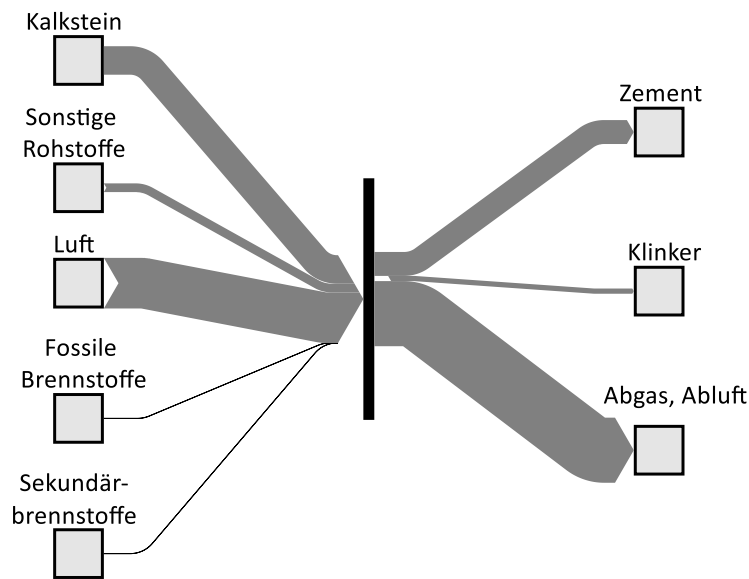 Kalkstein
Sonstige
Rohstoffe
Luft
Fossile
Brennstoffe
Sekundär-
brennstoffe
Zement
Klinker
Abgas, Abluft